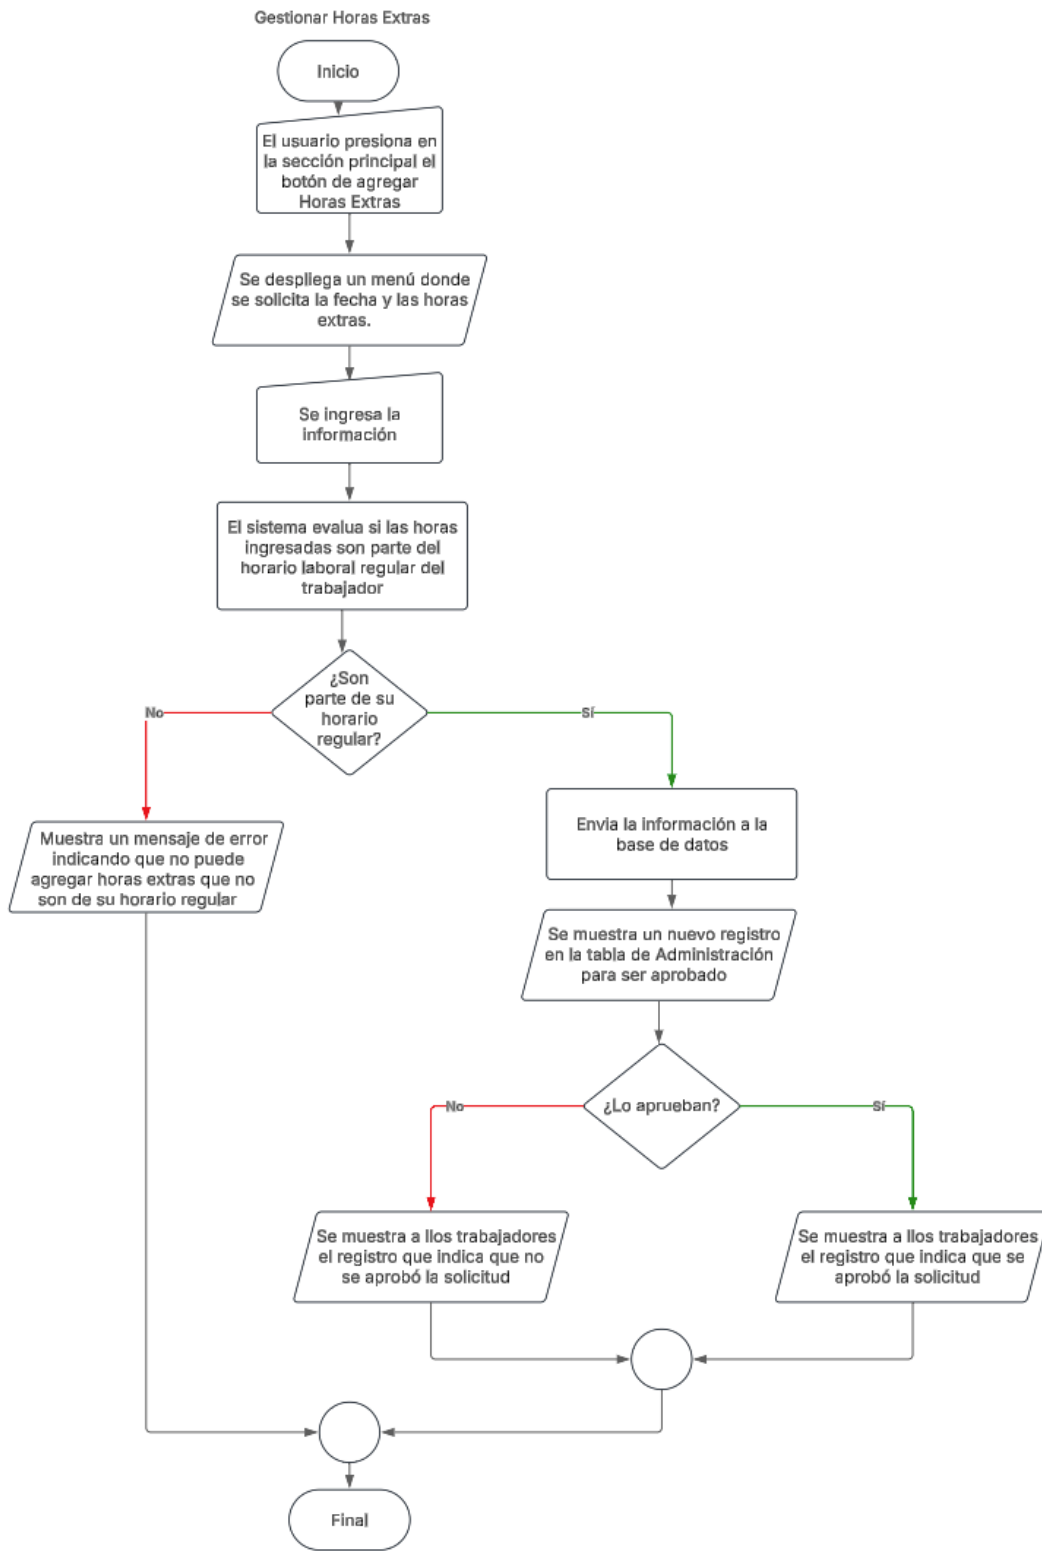 Gestionar Horas Extras
Inicio
El usuario presiona en
la sección principal el
botón de agregar
Horas Extras
Se despliega un menú donde
se solicita la fecha y las horas
extras.
Se ingresa la
información
El sistema evalua si las horas
ingresadas son parte del
horario laboral regular del
trabajador
¿Son
parte de su
horario
regular?
No
Sí
Muestra un mensaje de error
indicando que no puede
agregar horas extras que no
son de su horario regular
Envia la información a la
base de datos
Se muestra un nuevo registro
en la tabla de Administración
para ser aprobado
¿Lo aprueban?
No
Sí
Se muestra a llos trabajadores
el registro que indica que no
se aprobó la solicitud
Se muestra a llos trabajadores
el registro que indica que se
aprobó la solicitud
Final